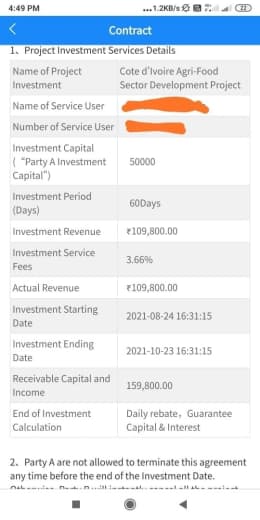 4:49 PM
...1.2KB/s
22
Contract
1. Project Investment Services Details
Name of Project
Investment
Cote d'Ivoire Agri-Food
Sector Development Project
Name of Service User
Number of Service User
Investment Capital
( "Party A Investment
Capital")
50000
Investment Period
(Days)
60Days
Investment Revenue
₹109,800.00
Investment Service
Fees
3.66%
Actual Revenue
₹109,800.00
Investment Starting
Date
2021-08-24 16:31:15
Investment Ending
Date
2021-10-23 16:31:15
Receivable Capital and
Income
159,800.00
End of Investment
Calculation
Daily rebate, Guarantee
Capital & Interest
2. Party A are not allowed to terminate this agreement
any time before the end of the Investment Date.